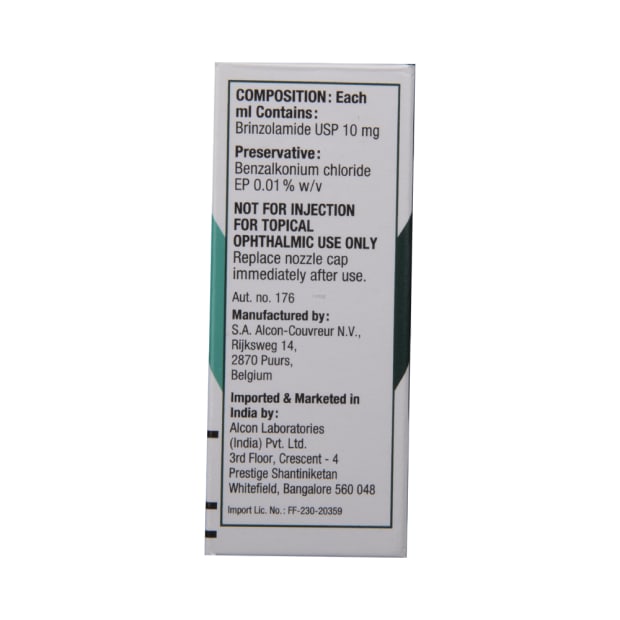 COMPOSITION: Each
ml Contains:
Brinzolamide USP 10 mg
Preservative:
Benzalkonium chloride
EP 0.01% w/v
NOT FOR INJECTION
FOR TOPICAL
OPHTHALMIC USE ONLY
Replace nozzle cap
immediately after use.
Aut. no. 176
Manufactured by:
S.A. Alcon-Couvreur N.V.,
Rijksweg 14,
2870 Puurs,
Belgium
Imported & Marketed in
India by:
Alcon Laboratories
(India) Pvt. Ltd.
3rd Floor, Crescent - 4
Prestige Shantiniketan
Whitefield, Bangalore 560 048
Import Lic. No.: FF-230-20359